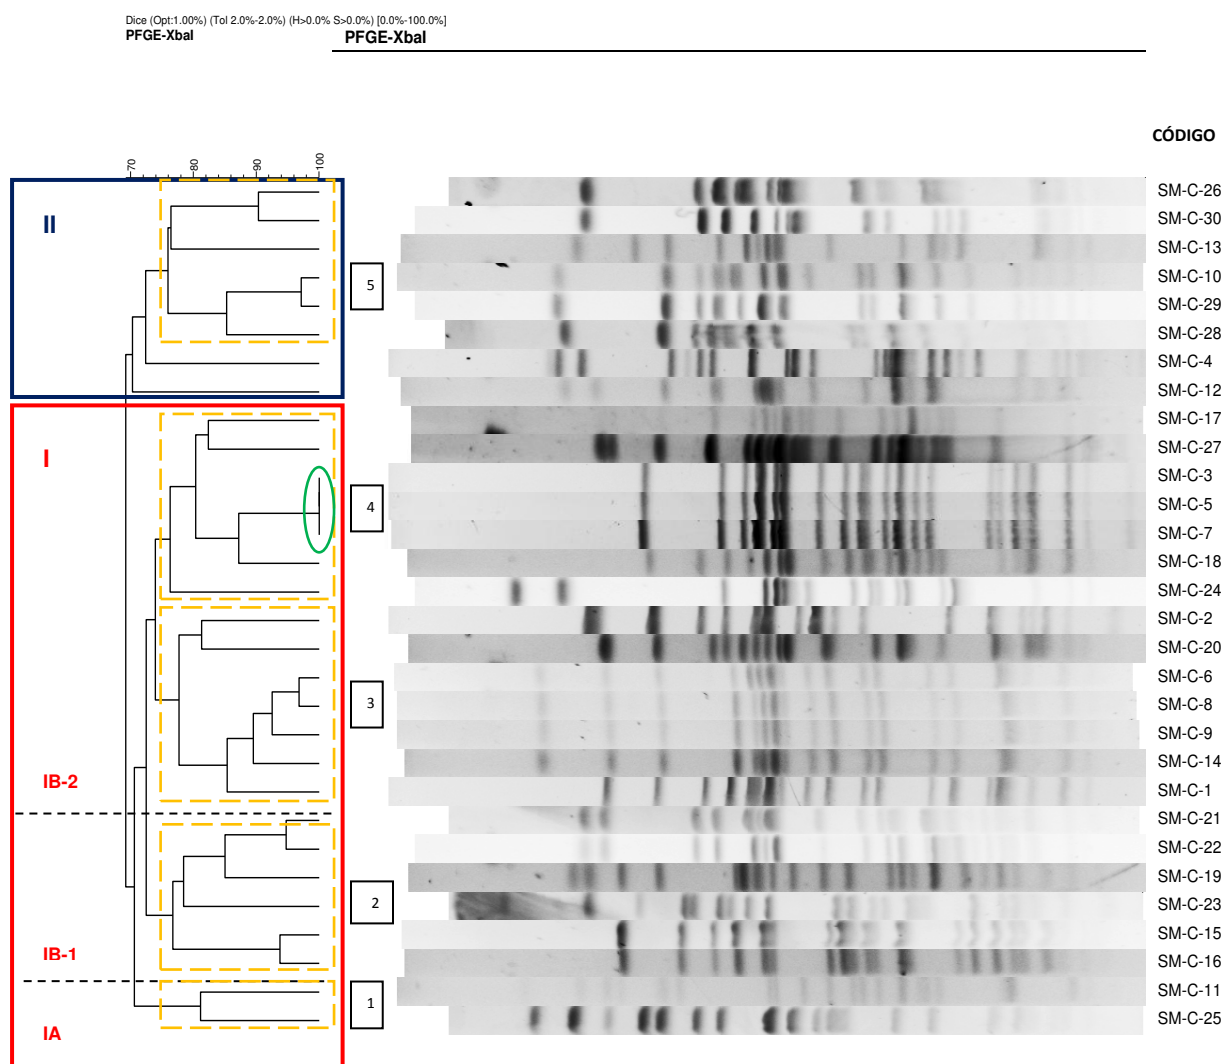 Dice (Opt:1.00%) (Tol 2.0%-2.0%) (H>0.0% S>0.0%) [0.0%-100.0%]
PFGE-XbaI PFGE-XbaI
CÓDIGO
70 80 90 100
SM-C-26
II
SM-C-30
SM-C-13
SM-C-10
5
SM-C-29
SM-C-28
SM-C-4
SM-C-12
SM-C-17
SM-C-27
I
SM-C-3
4
SM-C-5
SM-C-7
SM-C-18
SM-C-24
SM-C-2
SM-C-20
SM-C-6
3
SM-C-8
SM-C-9
SM-C-14
IB-2
SM-C-1
SM-C-21
SM-C-22
SM-C-19
2
SM-C-23
SM-C-15
IB-1
SM-C-16
SM-C-11
1
SM-C-25
IA